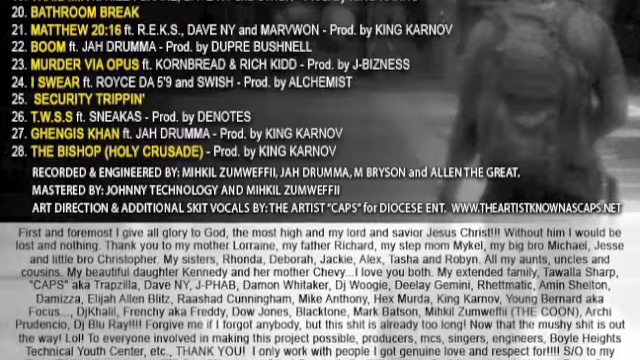 20. BATHROOM BREAK
21. MATTHEW 20:16 ft. R.E.K.S., DAVE NY and MARVWON - Prod. by KING KARNOV
22. BOOM ft. JAH DRUMMA - Prod. by DUPRE BUSHNELL
23. MURDER VIA OPUS ft. KORNBREAD & RICH KIDD - Prod. by J-BIZNESS
24. I SWEAR ft. ROYCE DA 5'9 and SWISH - Prod. by ALCHEMIST
25. SECURITY TRIPPIN'
26. T.W.S.S ft. SNEAKAS - Prod. by DENOTES
27. GHENGIS KHAN ft. JAH DRUMMA - Prod. by KING KARNOV
28. THE BISHOP (HOLY CRUSADE) - Prod. by KING KARNOV
RECORDED & ENGINEERED BY: MIHKIL ZUMWEFFII, JAH DRUMMA, M BRYSON and ALLEN THE GREAT.
MASTERED BY: JOHNNY TECHNOLOGY AND MIHKIL ZUMWEFII
ART DIRECTION & ADDITIONAL SKIT VOCALS BY: THE ARTIST "CAPS" for DIOCESE ENT. WWW.THEARTISTKNOWNASCAPS.NET
First and foremost I give all glory to God, the most high and my lord and savior Jesus Christ!!!! Without him I would be
lost and nothing. Thank you to my mother Lorraine, my father Richard, my step mom Mykel, my big bro Michael, Jesse
and little bro Christopher. My sisters, Rhonda, Deborah, Jackie, Alex, Tasha and Robyn. All my aunts, uncles and
cousins. My beautiful daughter Kennedy and her mother Chevy...I love you both. My extended family, Tawalla Sharp,
"CAPS" aka Trapzilla, Dave NY, J-PHAB, Damon Whitaker, Dj Woogie, Deelay Gemini, Rhettmatic, Amin Shelton,
Damizza, Elijah Allen Blitz, Raashad Cunningham, Mike Anthony, Hex Murda, King Karnov, Young Bernard aka
Focus..., DjKhalil, Frenchy aka Freddy, Dow Jones, Blacktone, Mark Batson, Mihkil Zumweffii (THE COON), Archi
Prudencio, Dj Blu Ray!!!! Forgive me if I forgot anybody, but this shit is already too long! Now that the mushy shit is out
the way! Lol! To everyone involved in making this project possible, producers, mcs, singers, engineers, Boyle Heights
Technical Youth Center, etc., THANK YOU! I only work with people I got genuine love and respect for!!!!! S/O to my